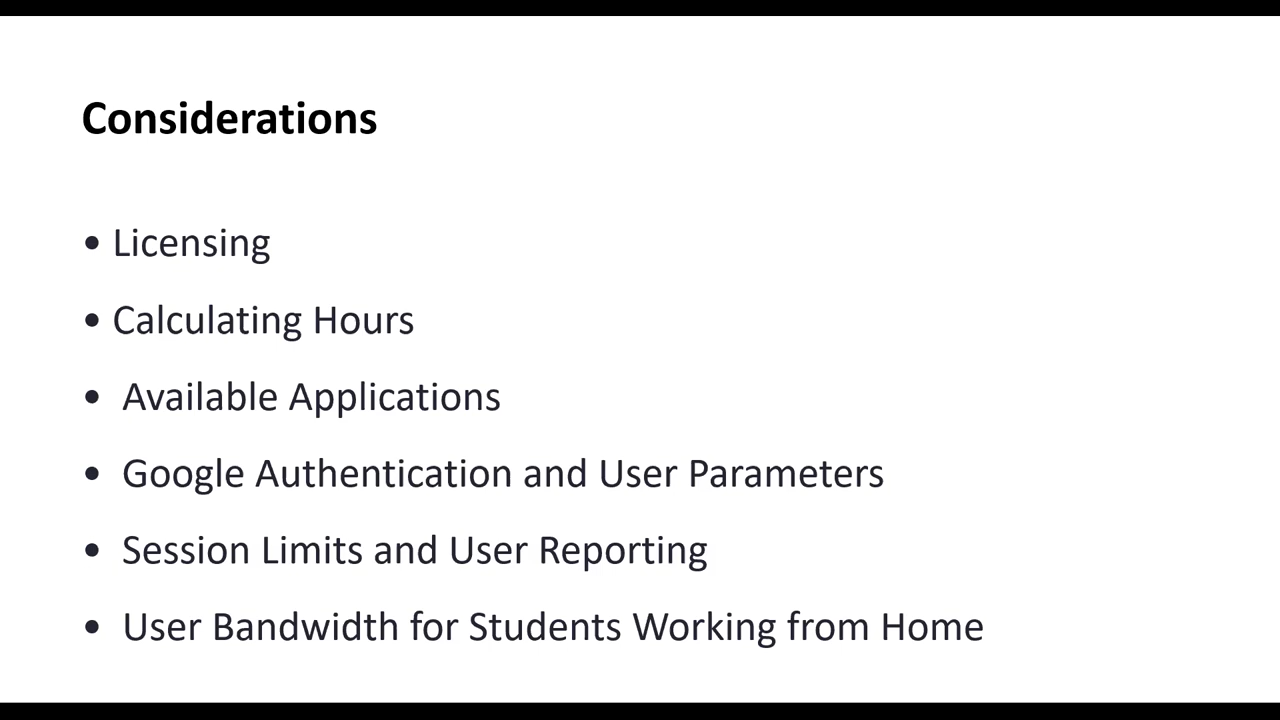 Considerations
• Licensing
• Calculating Hours
• Available Applications
• Google Authentication and User Parameters
• Session Limits and User Reporting
• User Bandwidth for Students Working from Home